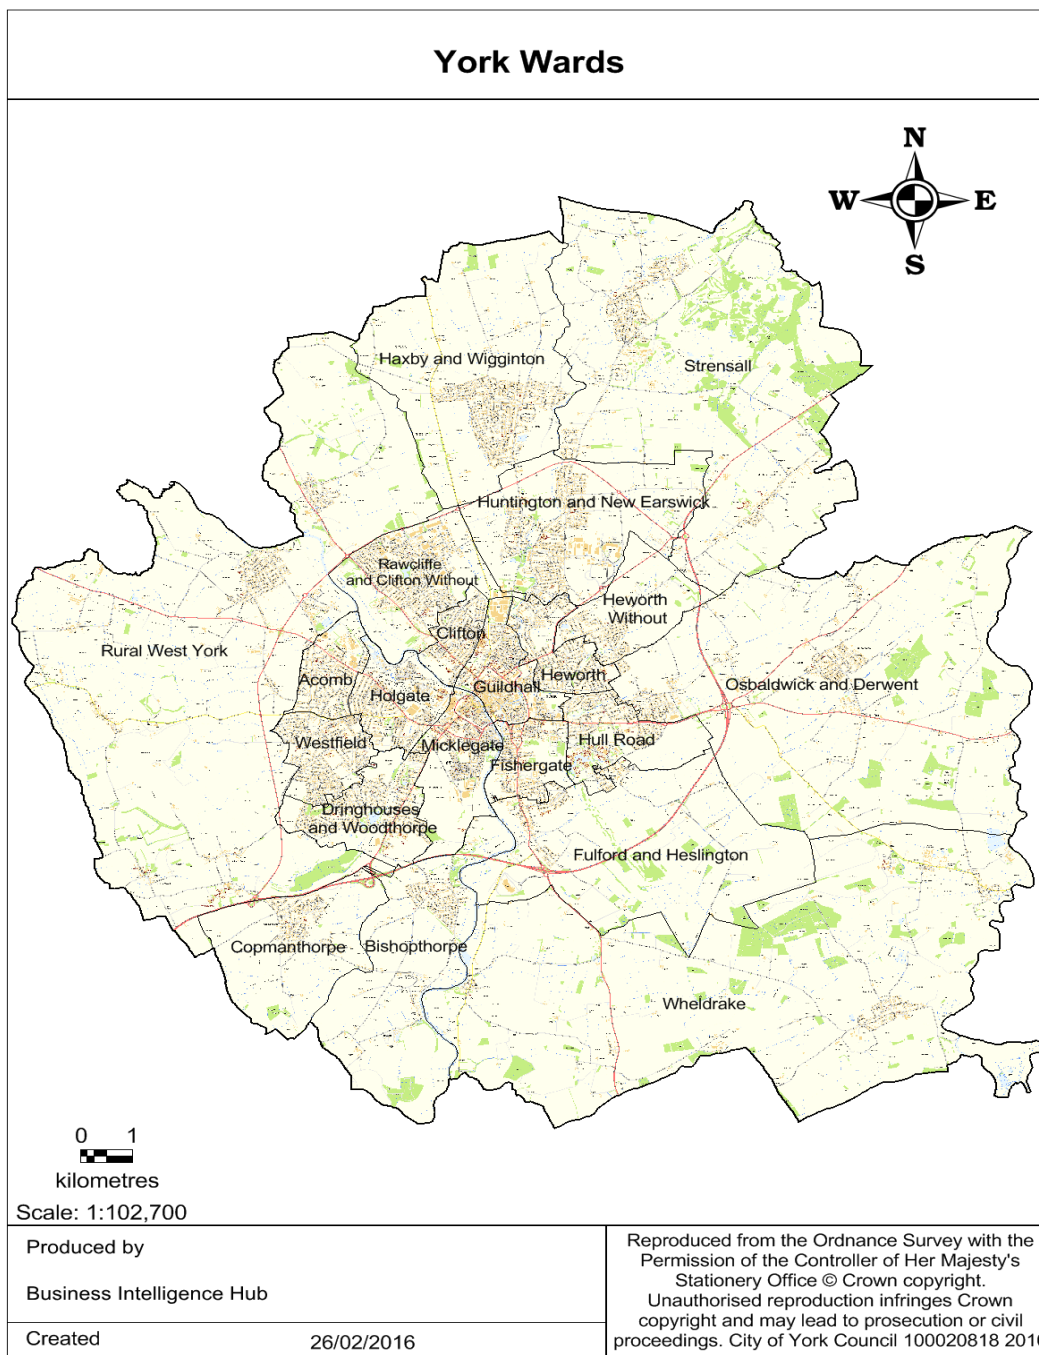 York Wards
N
W E
S
Haxby and Wigginton
Strensall
Huntington and New Earswick
Rawcliffe
and Clifton Without
Heworth
Without
Clifton
Rural West York
Acomb
Holgate
Guildhall
Heworth
Osbaldwick and Derwent
Westfield
Micklegate
Hull Road
Fishergate
Dringhouses
and Woodthorpe
Fulford and Heslington
Copmanthorpe
Bishopthorpe
Wheldrake
0 1
kilometres
Scale: 1:102,700
Produced by
Business Intelligence Hub
Created 26/02/2016
Reproduced from the Ordnance Survey with the
Permission of the Controller of Her Majesty's
Stationery Office © Crown copyright.
Unauthorised reproduction infringes Crown
copyright and may lead to prosecution or civil
proceedings. City of York Council 100020818 2016